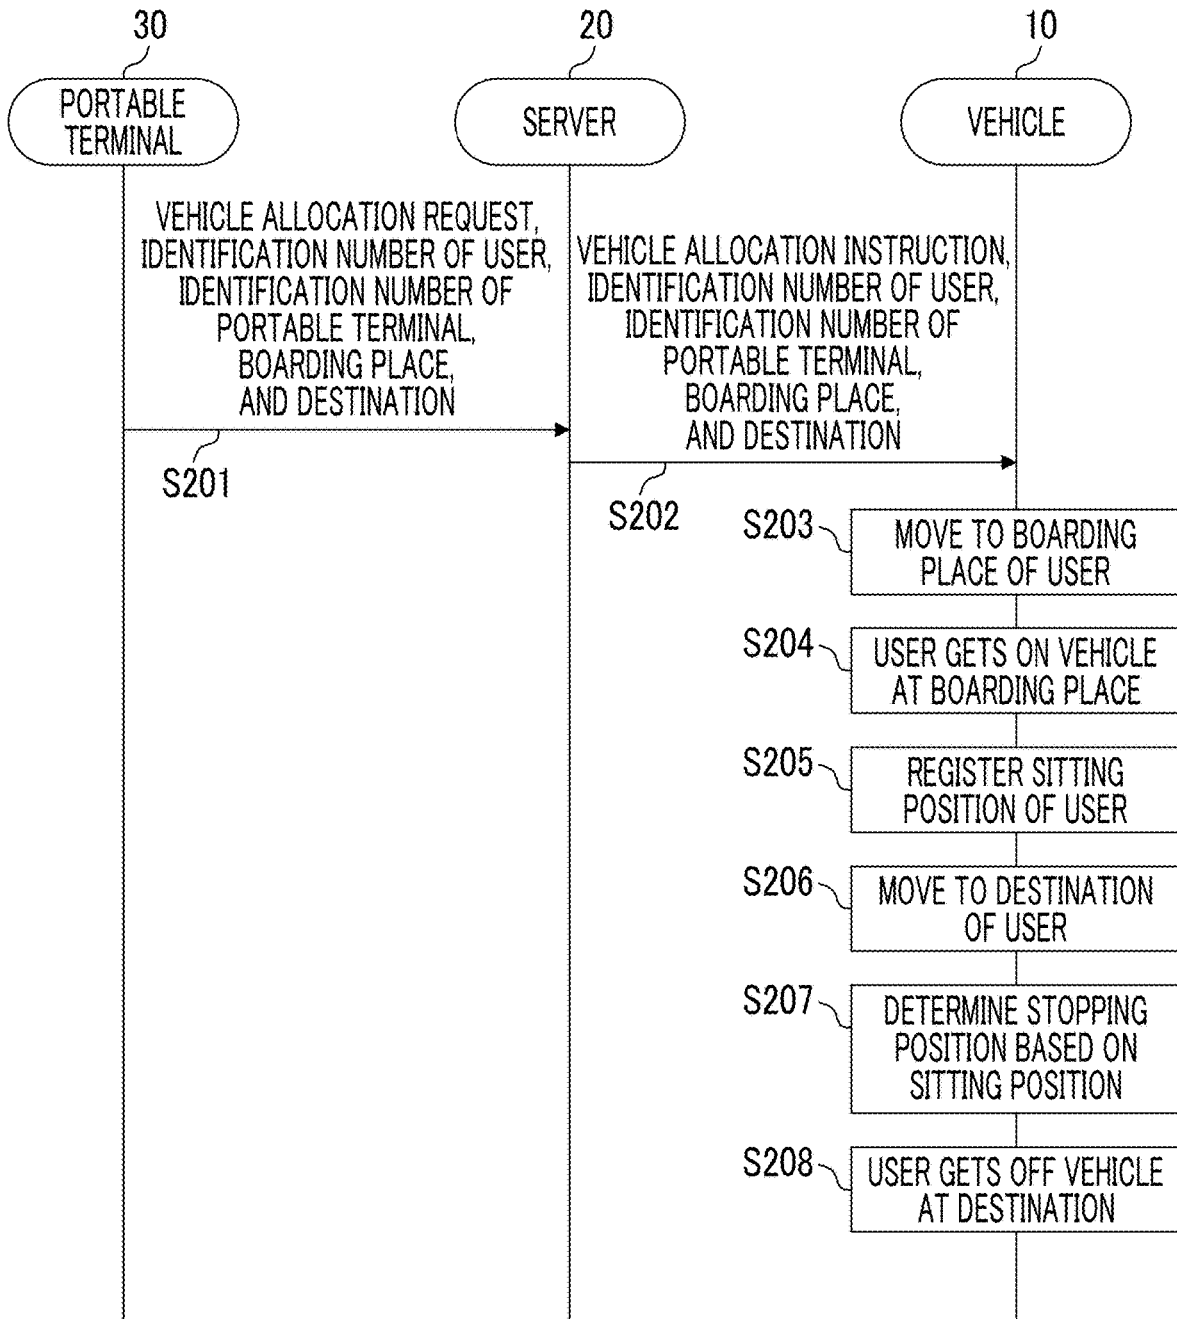 30
20
10
PORTABLE
TERMINAL
SERVER
VEHICLE
VEHICLE ALLOCATION REQUEST,
IDENTIFICATION NUMBER OF USER,
IDENTIFICATION NUMBER OF
PORTABLE TERMINAL,
BOARDING PLACE,
AND DESTINATION
S201
VEHICLE ALLOCATION INSTRUCTION,
IDENTIFICATION NUMBER OF USER,
IDENTIFICATION NUMBER OF
PORTABLE TERMINAL,
BOARDING PLACE,
AND DESTINATION
S202
S203
MOVE TO BOARDING
PLACE OF USER
S204
USER GETS ON VEHICLE
AT BOARDING PLACE
S205
REGISTER SITTING
POSITION OF USER
S206
MOVE TO DESTINATION
OF USER
S207
DETERMINE STOPPING
POSITION BASED ON
SITTING POSITION
S208
USER GETS OFF VEHICLE
AT DESTINATION